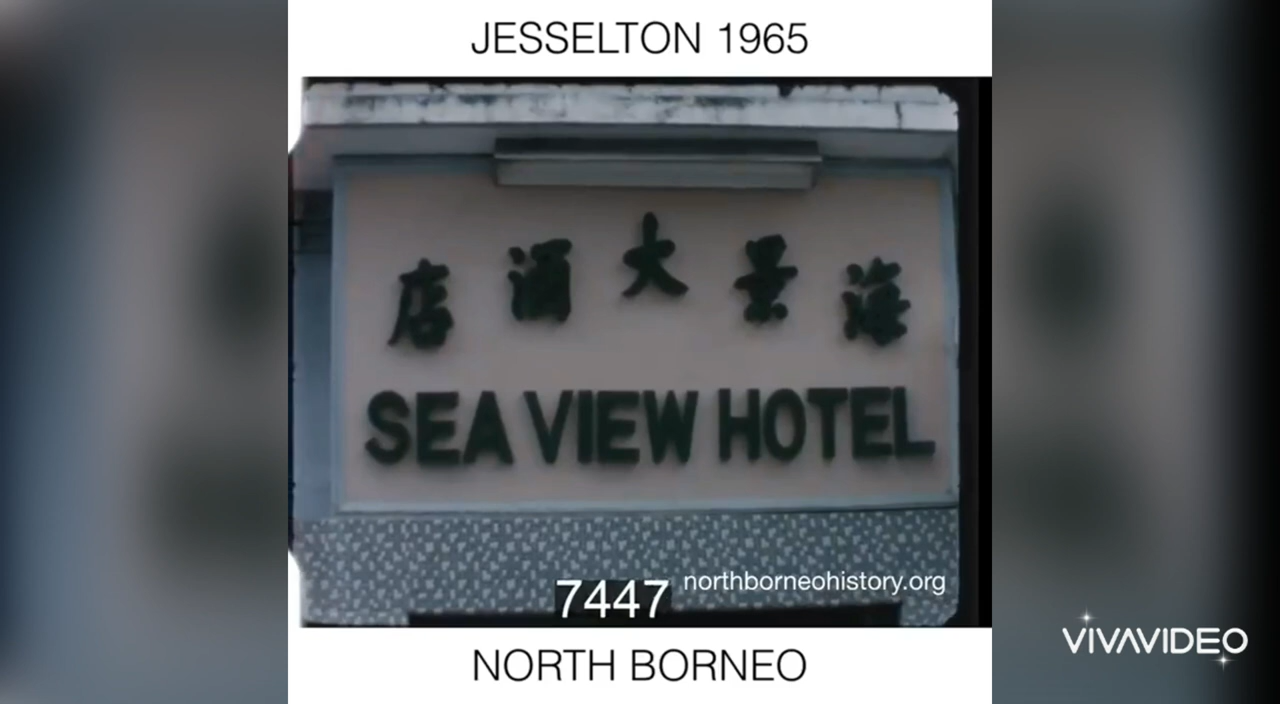 JESSELTON 1965
海景大酒店
SEA VIEW HOTEL
7447
northborneohistory.org
NORTH BORNEO
VIVAVIDEO